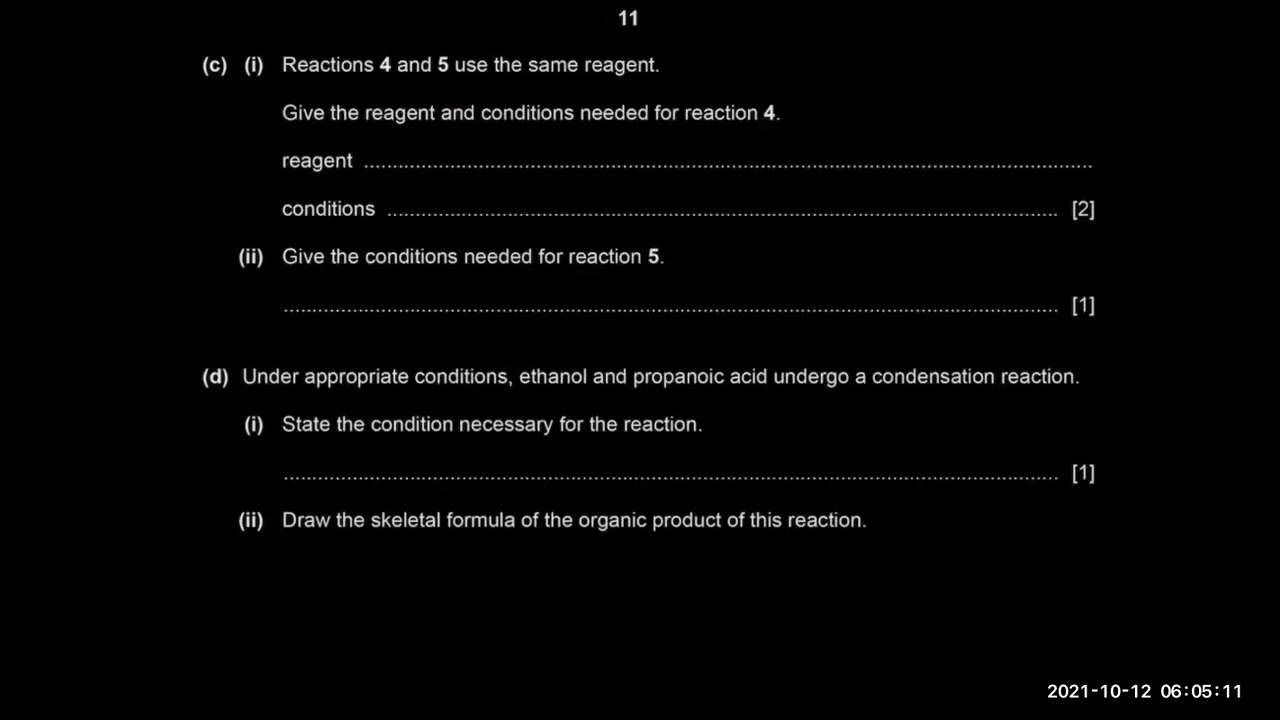 11
(c) (i) Reactions 4 and 5 use the same reagent.
Give the reagent and conditions needed for reaction 4.
reagent ................................................................................................................................
conditions ..................................................................................................................... [2]
(ii) Give the conditions needed for reaction 5.
....................................................................................................................................... [1]
(d) Under appropriate conditions, ethanol and propanoic acid undergo a condensation reaction.
(i) State the condition necessary for the reaction.
....................................................................................................................................... [1]
(ii) Draw the skeletal formula of the organic product of this reaction.
2021-10-12 06:05:11